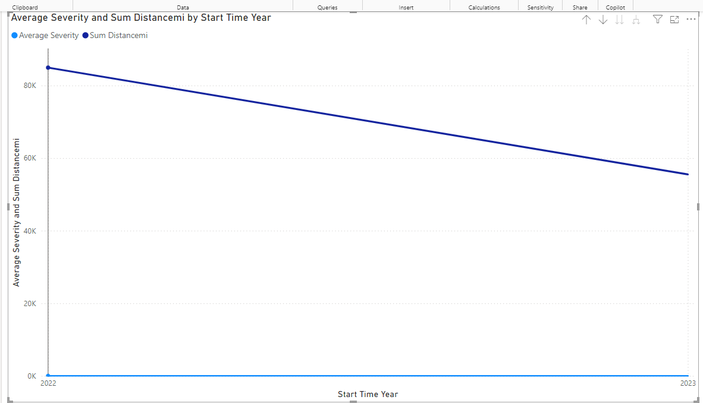 Clipboard Data Queries Insert Calculations Sensitivity Share Copilot
Average Severity and Sum Distancemi by Start Time Year
Average Severity Sum Distancemi
80K
60K
40K
20K
0K
Average Severity and Sum Distancemi
2022 2023
Start Time Year